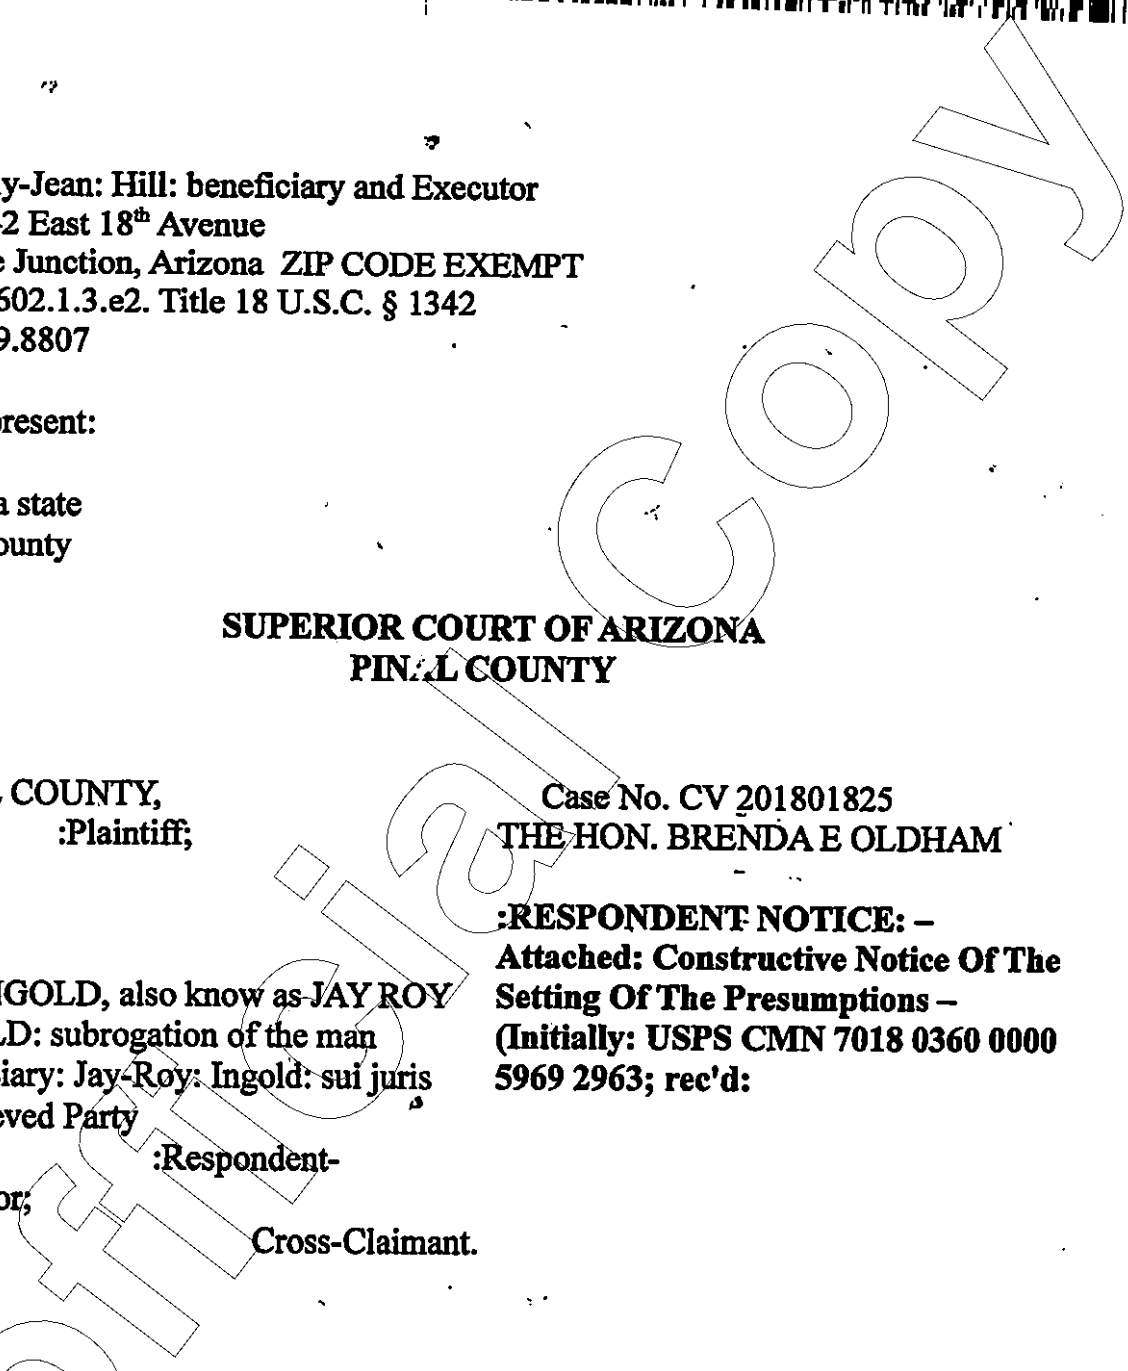 y-Jean: Hill: beneficiary and Executor
2 East 18th Avenue
Junction, Arizona ZIP CODE EXEMPT
602.1.3.e2. Title 18 U.S.C. § 1342
9.8807
present:
a state
ounty
SUPERIOR COURT OF ARIZONA
PINAL COUNTY
COUNTY,
:Plaintiff;
Case No. CV 201801825
THE HON. BRENDA E OLDHAM
:RESPONDENT NOTICE: –
Attached: Constructive Notice Of The
Setting Of The Presumptions –
(Initially: USPS CMN 7018 0360 0000
5969 2963; rec'd:
GOLD, also know as JAY ROY
LD: subrogation of the man
iary: Jay-Roy: Ingold: sui juris
eved Party
:Respondent-
or;
Cross-Claimant.
official Copy